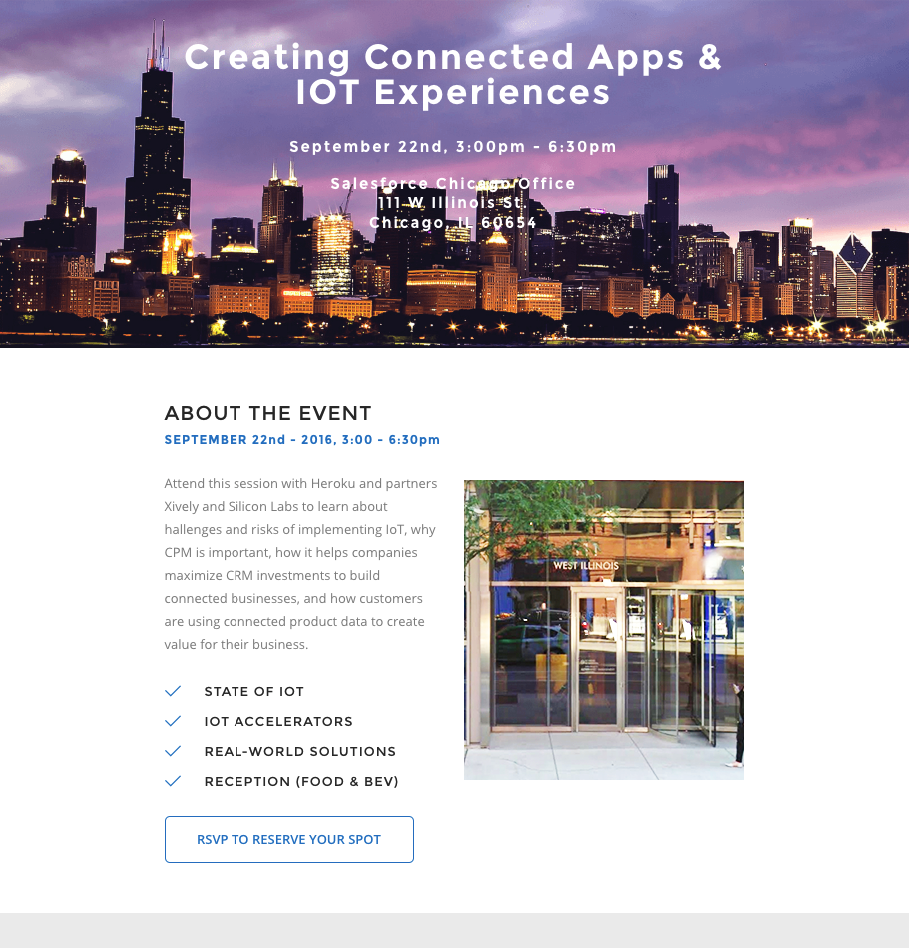 Creating Connected Apps &
IOT Experiences
September 22nd, 3:00pm - 6:30pm
Salesforce Chicago Office
111 W Illinois St.
Chicago, IL 60654
ABOUT THE EVENT
SEPTEMBER 22nd - 2016, 3:00 - 6:30pm
Attend this session with Heroku and partners
Xively and Silicon Labs to learn about
hallenges and risks of implementing IoT, why
CPM is important, how it helps companies
maximize CRM investments to build
connected businesses, and how customers
are using connected product data to create
value for their business.
STATE OF IOT
IOT ACCELERATORS
REAL-WORLD SOLUTIONS
RECEPTION (FOOD & BEV)
RSVP TO RESERVE YOUR SPOT
WEST ILLINOIS